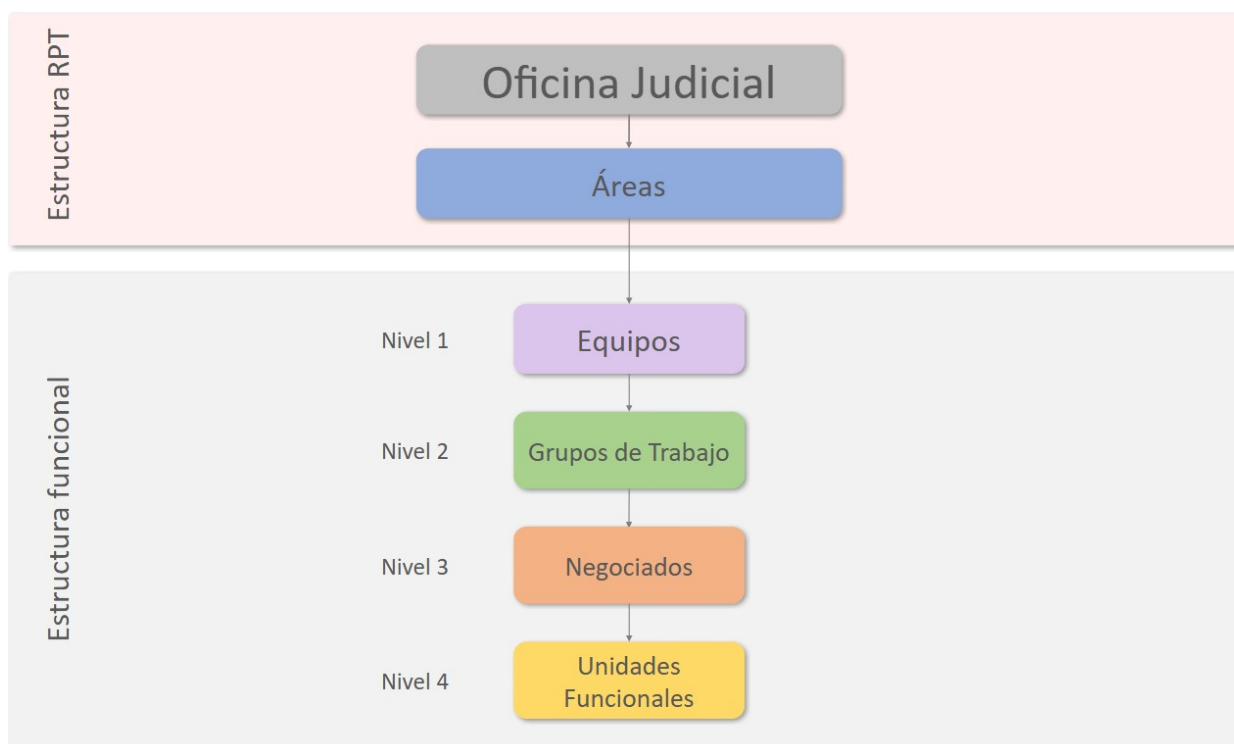 Estructura RPT
Oficina Judicial
Áreas
Estructura funcional
Nivel 1
Equipos
Nivel 2
Grupos de Trabajo
Nivel 3
Negociados
Nivel 4
Unidades
Funcionales